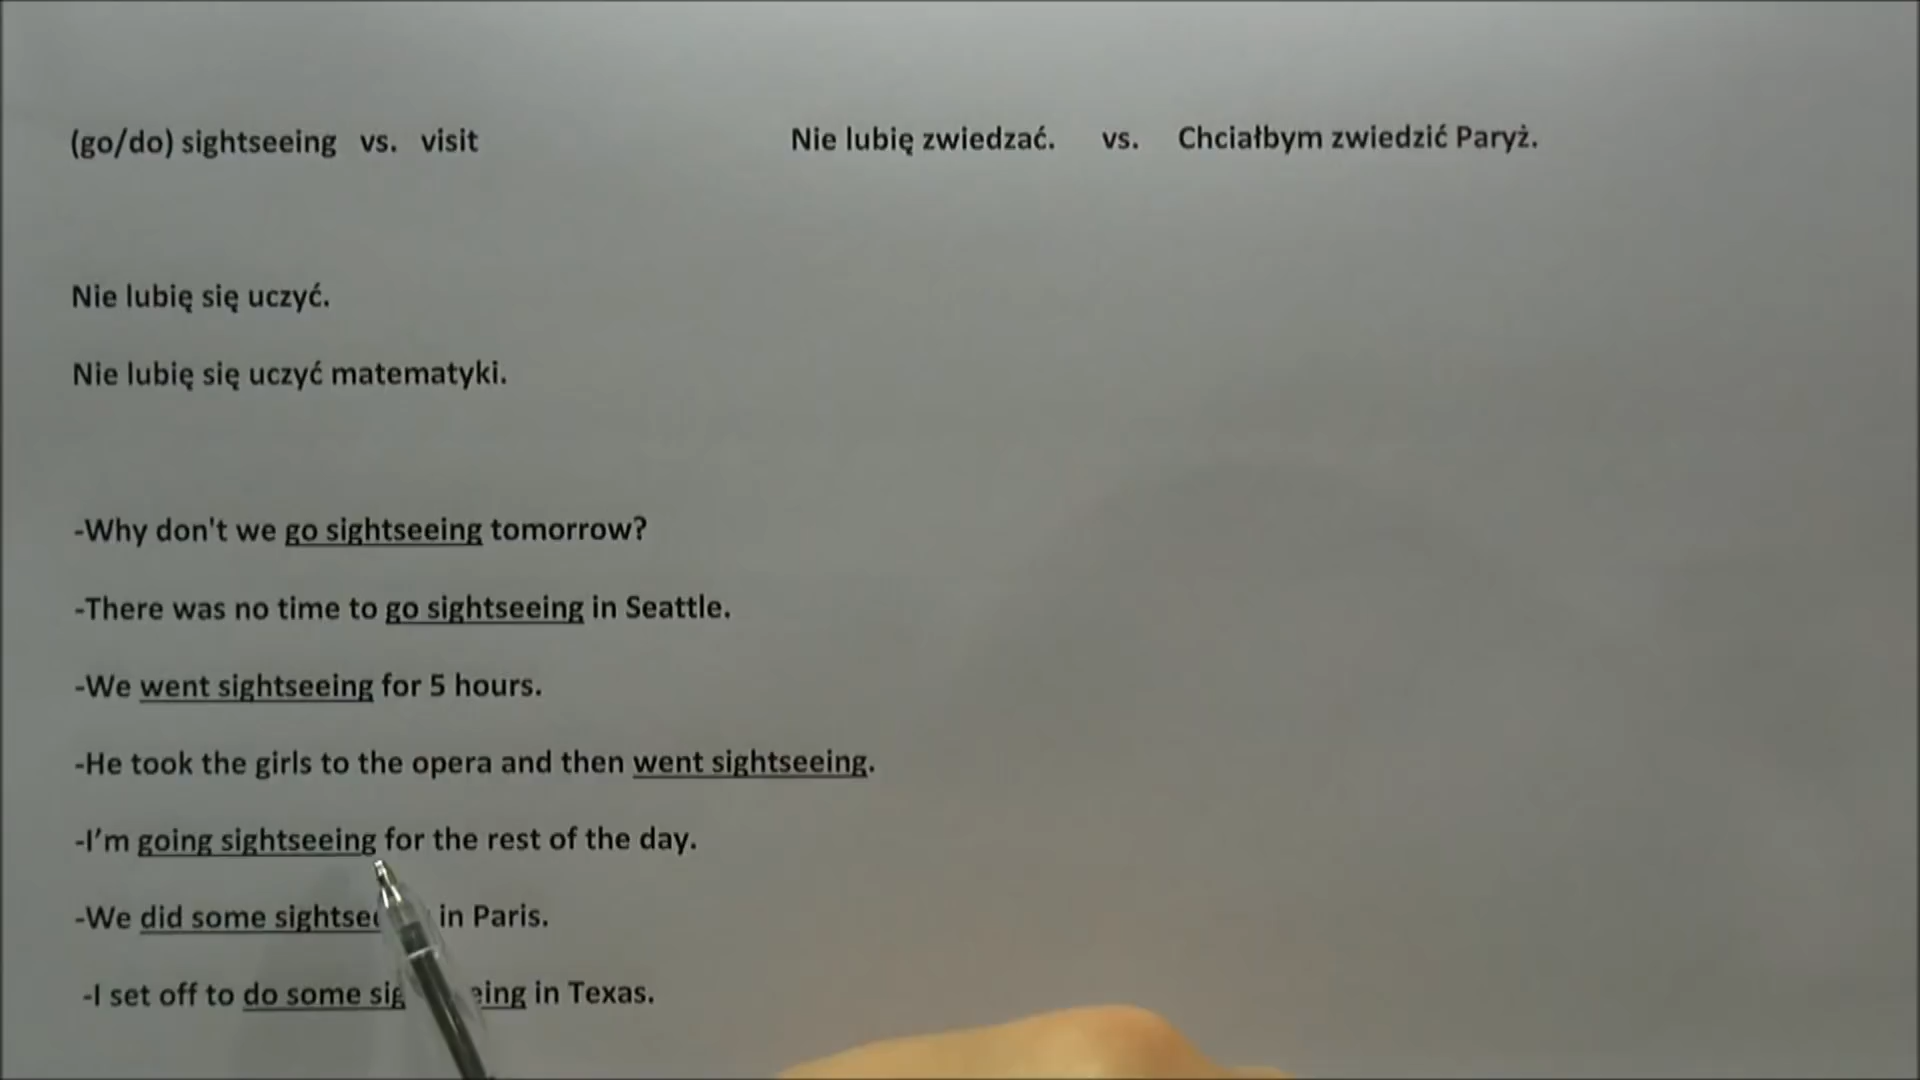 (go/do) sightseeing vs. visit Nie lubię zwiedzać. vs. Chciałbym zwiedzić Paryż.
Nie lubię się uczyć.
Nie lubię się uczyć matematyki.
-Why don't we go sightseeing tomorrow?
-There was no time to go sightseeing in Seattle.
-We went sightseeing for 5 hours.
-He took the girls to the opera and then went sightseeing.
-I’m going sightseeing for the rest of the day.
-We did some in Paris.
-I set off to do some in Texas.